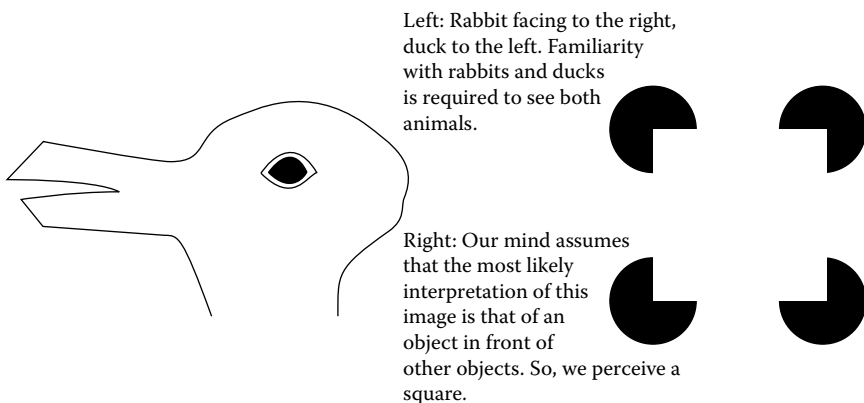 Left: Rabbit facing to the right,
duck to the left. Familiarity
with rabbits and ducks
is required to see both
animals.
Right: Our mind assumes
that the most likely
interpretation of this
image is that of an
object in front of
other objects. So, we perceive a
square.